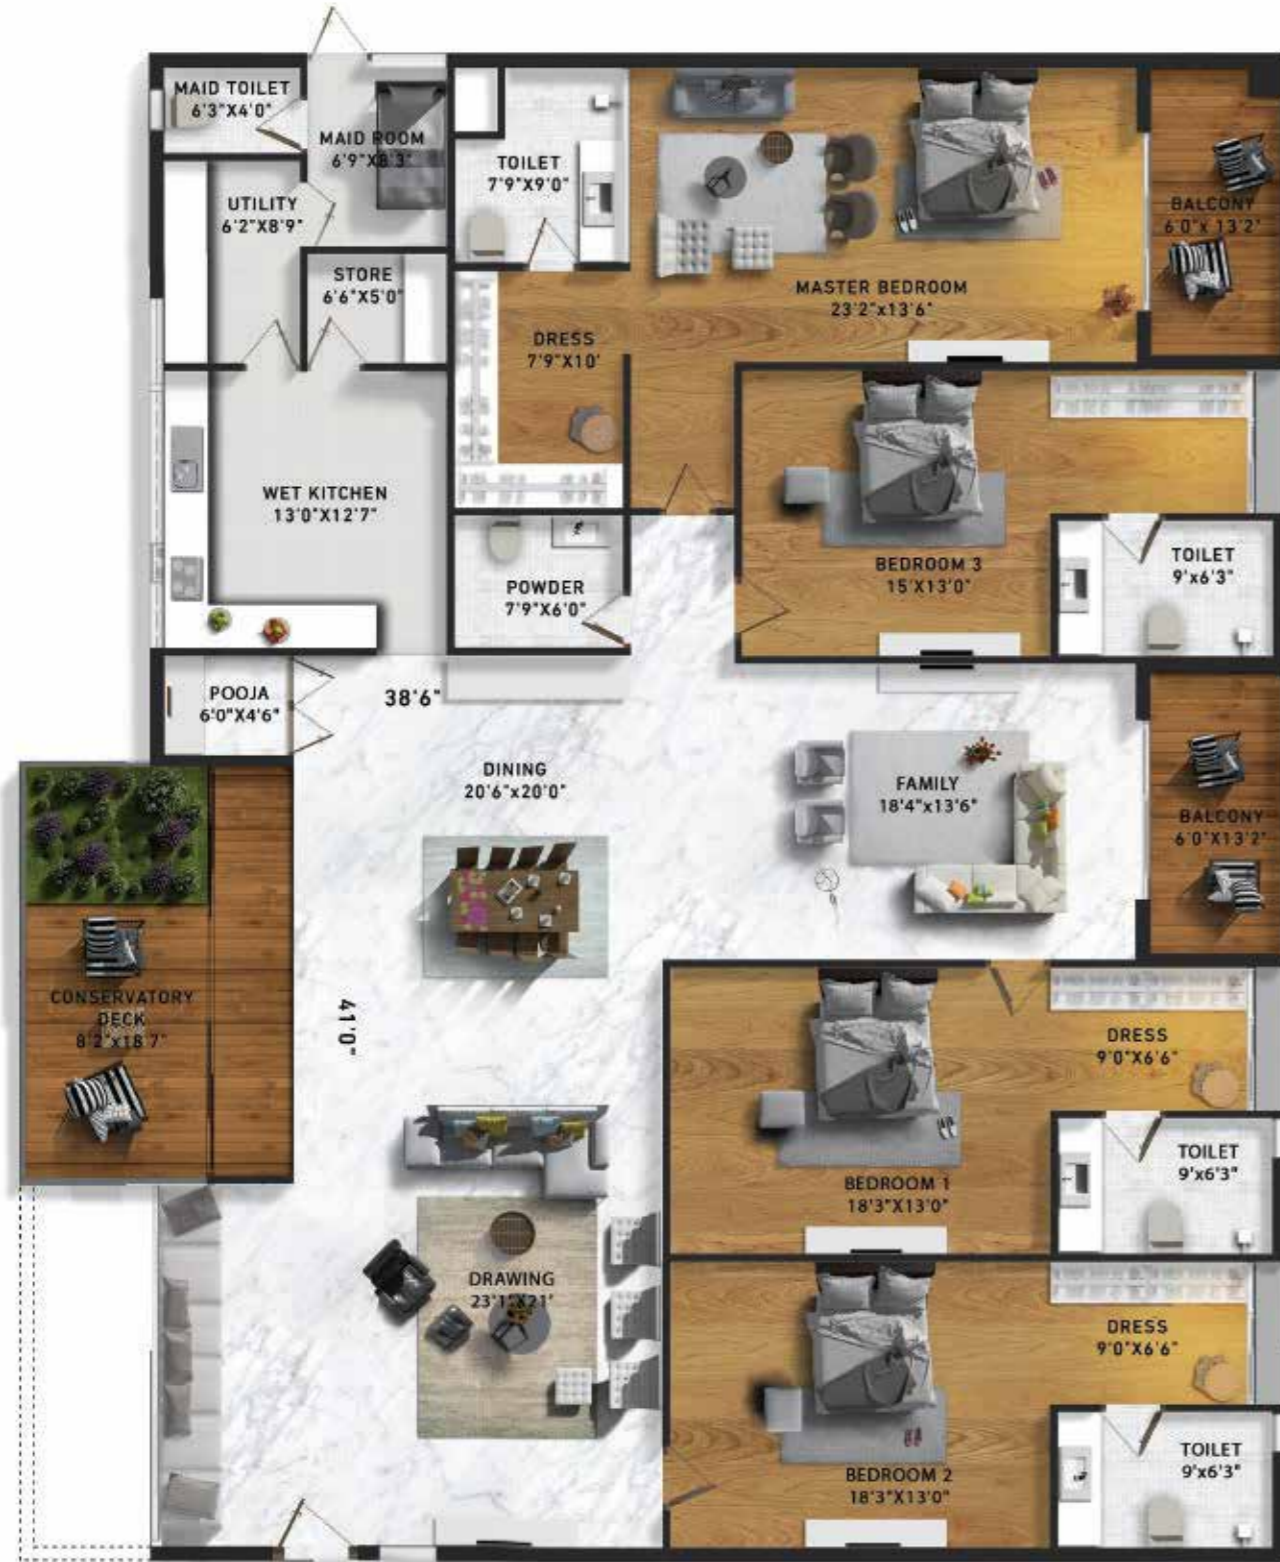 MAID TOILET
6'3"X4'0"
MAID ROOM
6'9"X8'3"
TOILET
7'9"X9'0"
UTILITY
6'2"X8'9"
BALCONY
6'0"x 13'2"
STORE
6'6"X5'0"
MASTER BEDROOM
23'2"x13'6"
DRESS
7'9"X10'
WET KITCHEN
13'0"X12'7"
BEDROOM 3
15'X13'0"
TOILET
9'x6'3"
POWDER
7'9"X6'0"
POOJA
6'0"X4'6"
38'6"
DINING
20'6"x20'0"
FAMILY
18'4"x13'6"
BALCONY
6'0"X13'2"
CONSERVATORY
DECK
8'2"x18'7"
41'0"
DRESS
9'0"X6'6"
TOILET
9'x6'3"
BEDROOM 1
18'3"X13'0"
DRAWING
23'1"X21'
DRESS
9'0"X6'6"
TOILET
9'x6'3"
BEDROOM 2
18'3"X13'0"